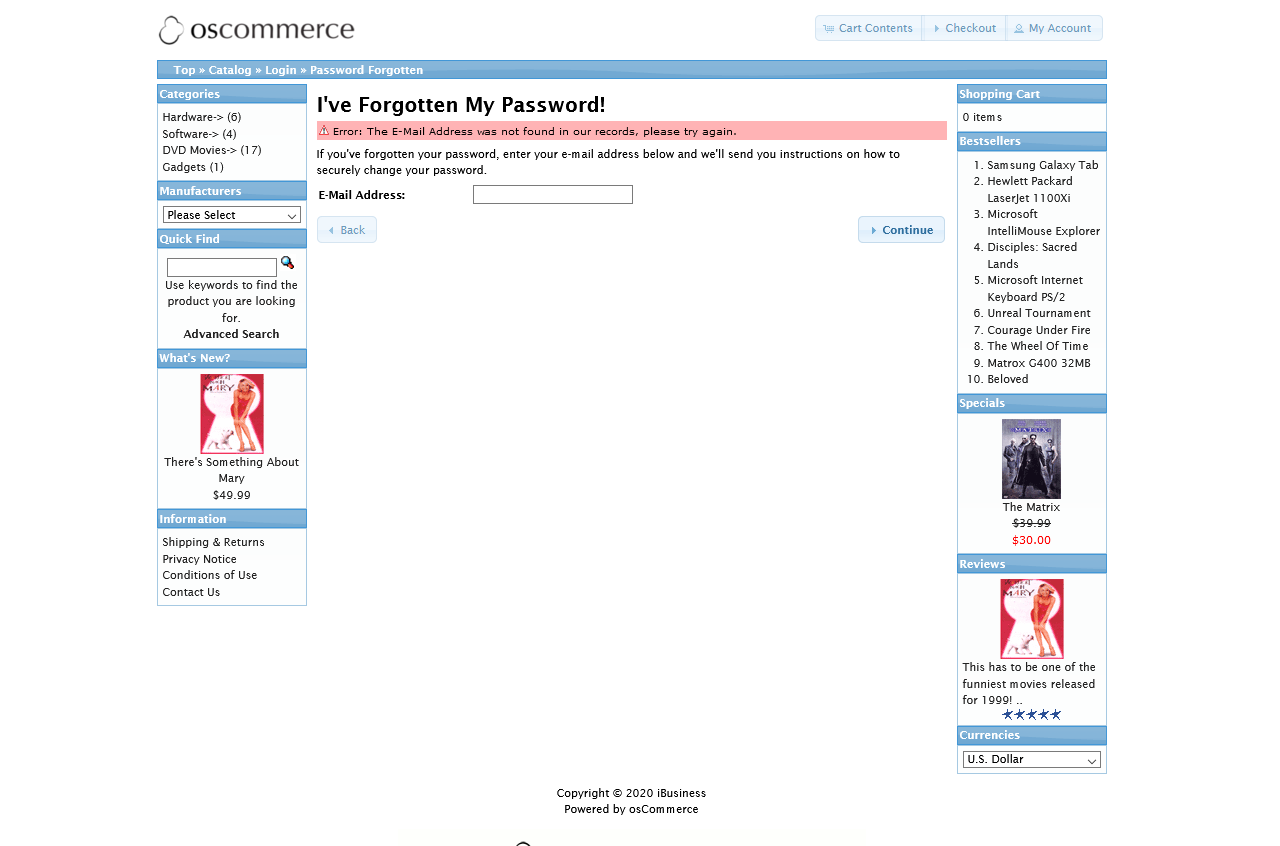 oscommerce
Cart Contents
Checkout
My Account
Top » Catalog » Login » Password Forgotten
Categories
Hardware-> (6)
Software-> (4)
DVD Movies-> (17)
Gadgets (1)
Manufacturers
Please Select
Quick Find
Use keywords to find the
product you are looking
for.
Advanced Search
What's New?
MARY
There's Something About
Mary
$49.99
Information
Shipping & Returns
Privacy Notice
Conditions of Use
Contact Us
I've Forgotten My Password!
Error: The E-Mail Address was not found in our records, please try again.
If you've forgotten your password, enter your e-mail address below and we'll send you instructions on how to
securely change your password.
E-Mail Address:
Back
Continue
Shopping Cart
0 items
Bestsellers
1. Samsung Galaxy Tab
2. Hewlett Packard
LaserJet 1100Xi
3. Microsoft
IntelliMouse Explorer
4. Disciples: Sacred
Lands
5. Microsoft Internet
Keyboard PS/2
6. Unreal Tournament
7. Courage Under Fire
8. The Wheel Of Time
9. Matrox G400 32MB
10. Beloved
Specials
MATRIX
The Matrix
$39.99
$30.00
Reviews
MARY
This has to be one of the
funniest movies released
for 1999! ..
Currencies
U.S. Dollar
Copyright © 2020 iBusiness
Powered by osCommerce